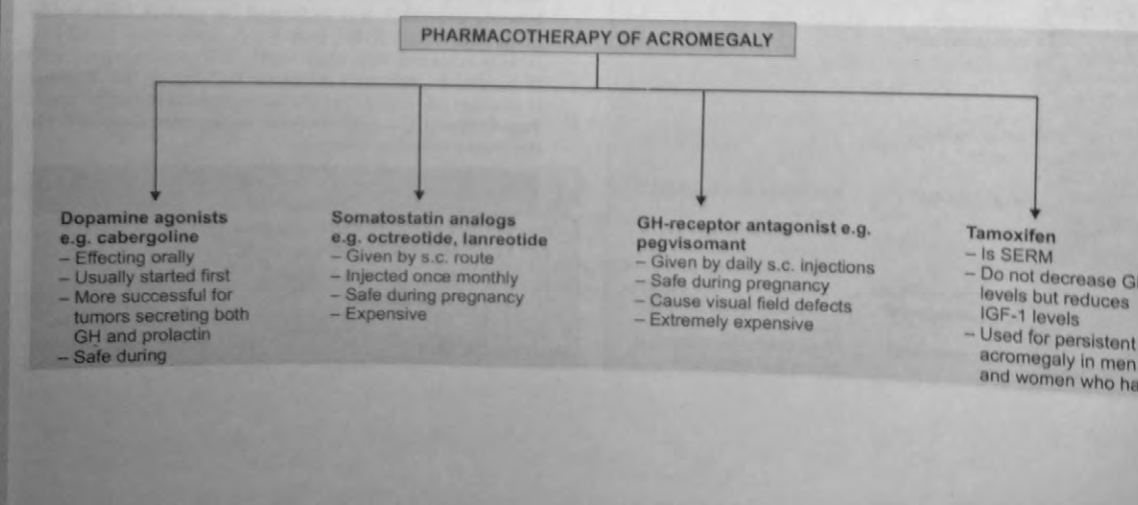 PHARMACOTHERAPY OF ACROMEGALY
Dopamine agonists
e.g. cabergoline
– Effecting orally
– Usually started first
– More successful for
tumors secreting both
GH and prolactin
– Safe during
Somatostatin analogs
e.g. octreotide, lanreotide
– Given by s.c. route
– Injected once monthly
– Safe during pregnancy
– Expensive
GH-receptor antagonist e.g.
pegvisomant
– Given by daily s.c. injections
– Safe during pregnancy
– Cause visual field defects
– Extremely expensive
Tamoxifen
– Is SERM
– Do not decrease
levels but reduces
IGF-1 levels
– Used for persistent
acromegaly in men
and women who